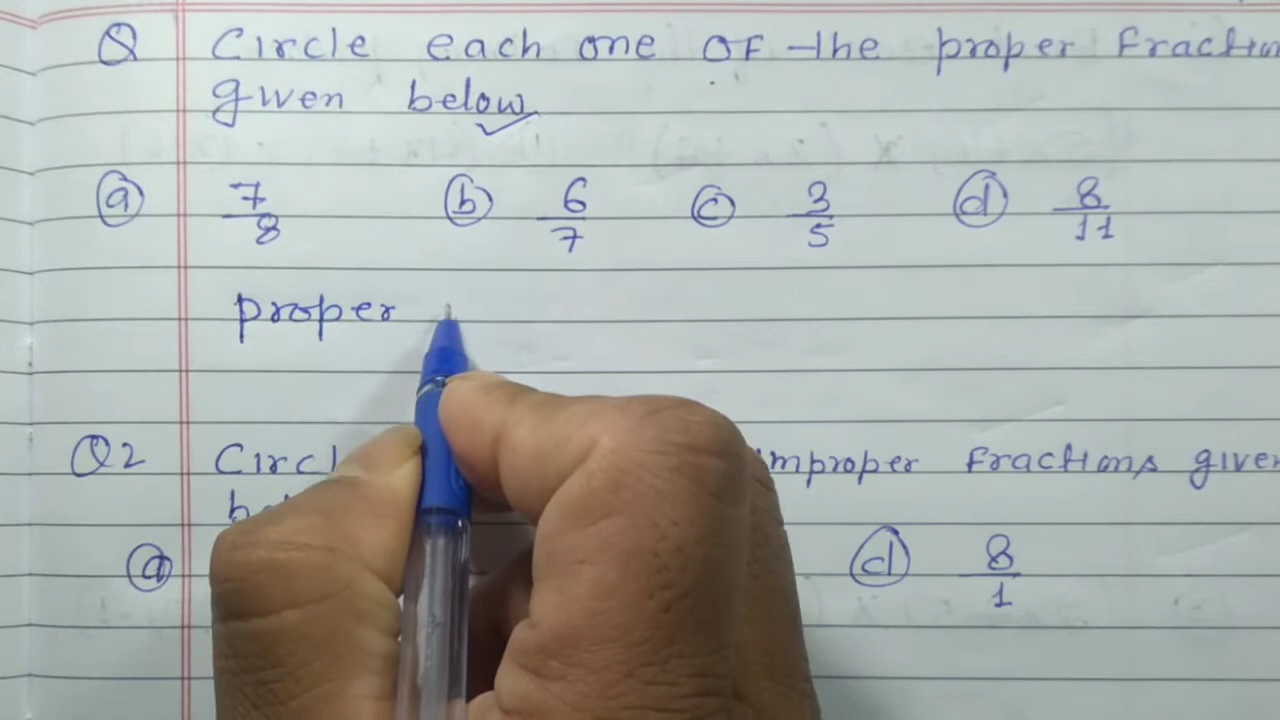 Q Circle each one OF the proper Fraction
given below
ⓐ 7/8 ⓑ 6/7 ⓒ 3/5 ⓓ 8/11
proper
Q2 Circl improper Fractions given
ⓐ ⓓ 8/1